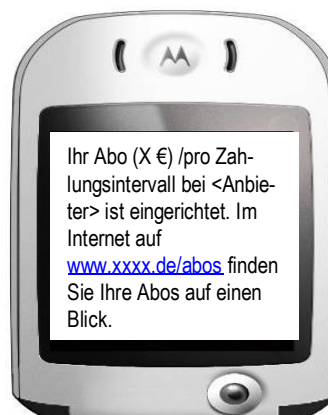 Ihr Abo (X €) /pro Zah-
lungsintervall bei <Anbie-
ter> ist eingerichtet. Im
Internet auf
www.xxxx.de/abos finden
Sie Ihre Abos auf einen
Blick.